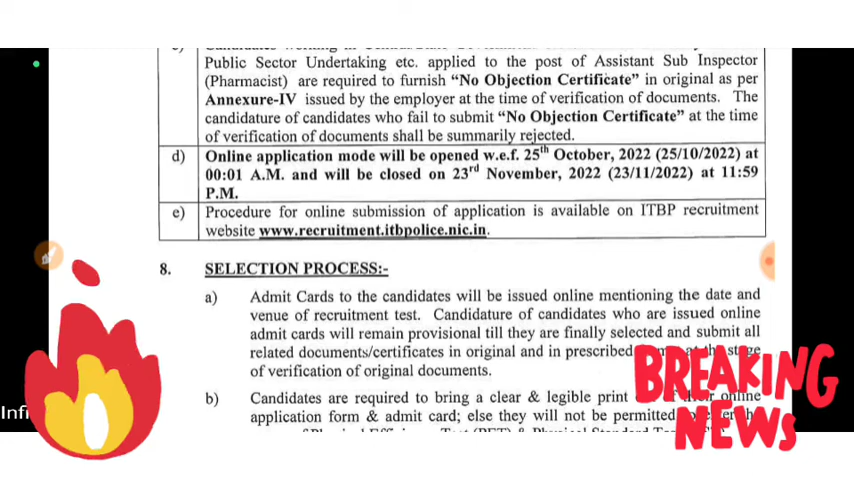 Public Sector Undertaking etc. applied to the post of Assistant Sub Inspector
(Pharmacist) are required to furnish “No Objection Certificate” in original as per
Annexure-IV issued by the employer at the time of verification of documents. The
candidature of candidates who fail to submit “No Objection Certificate” at the time
of verification of documents shall be summarily rejected.
d) Online application mode will be opened w.e.f. 25th October, 2022 (25/10/2022) at
00:01 A.M. and will be closed on 23rd November, 2022 (23/11/2022) at 11:59
P.M.
e) Procedure for online submission of application is available on ITBP recruitment
website www.recruitment.itbpolice.nic.in.
8. SELECTION PROCESS:-
a) Admit Cards to the candidates will be issued online mentioning the date and
venue of recruitment test. Candidature of candidates who are issued online
admit cards will remain provisional till they are finally selected and submit all
related documents/certificates in original and in prescribed
of verification of original documents.
b) Candidates are required to bring a clear & legible print online
application form & admit card; else they will not be permitted
BREAKING
NEWS
Infi